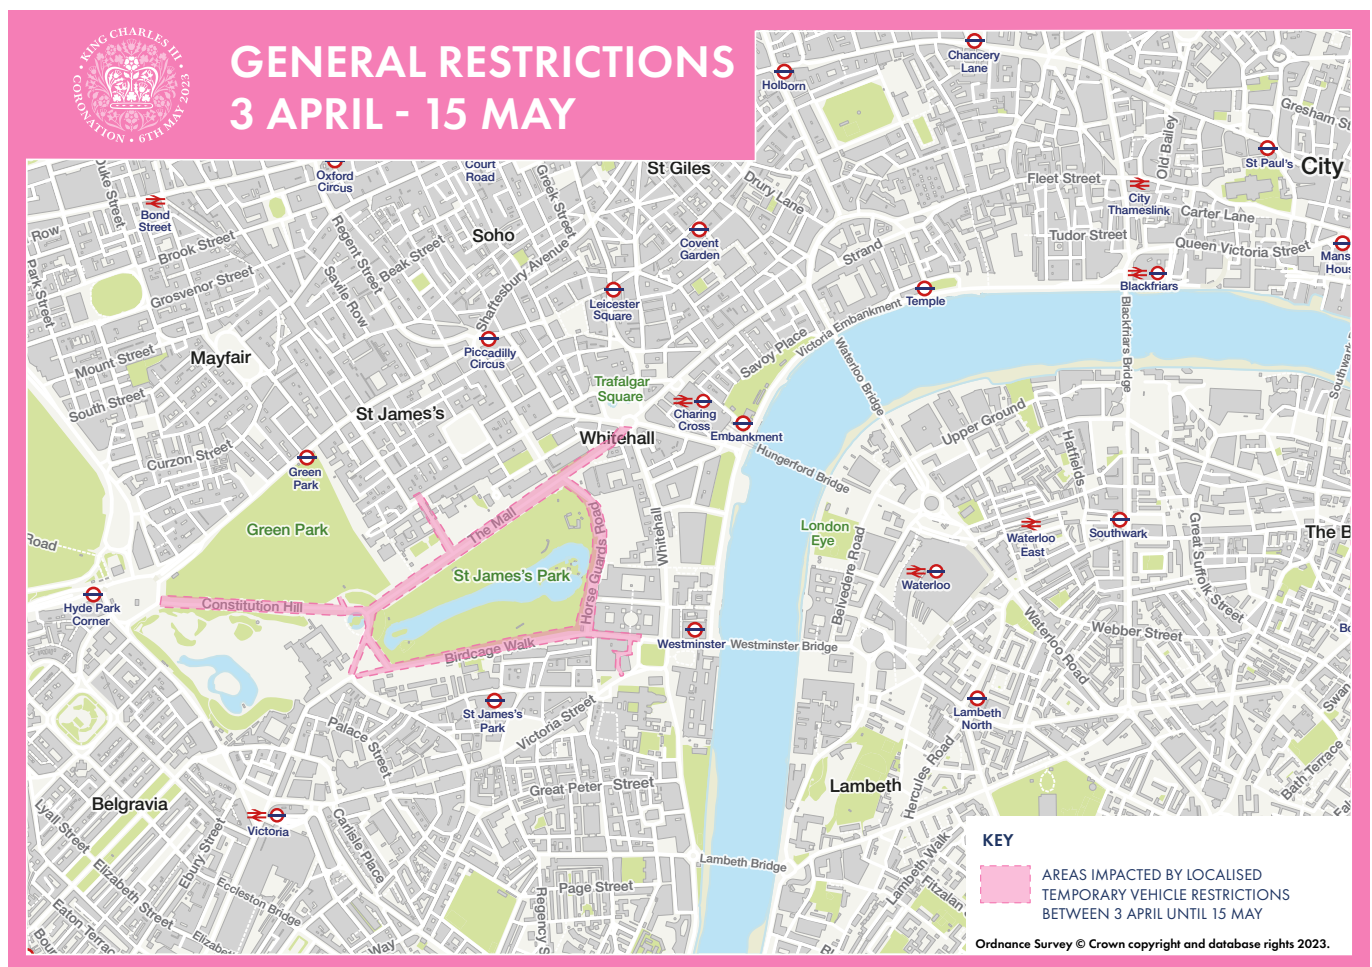 KING CHARLES III
CORONATION • 6TH MAY 2023
GENERAL RESTRICTIONS
3 APRIL - 15 MAY
Chancery
Lane
Holborn
Gresham St
Old Bailey
St Paul's
City
Oxford
Circus
Court
Road
St Giles
Drury Lane
Fleet Street
City
Thameslink
Duke Street
Bond
Street
Greek Street
Carter Lane
Row
Brook Street
Regent Street
Beak Street
Soho
Covent
Garden
Strand
Tudor Street
Queen Victoria Street
Mans
Hous
Park Street
Grosvenor Street
Savile Row
Shaftesbury Avenue
Leicester
Square
Temple
Blackfriars
Victoria Embankment
Blackfriars Bridge
Mount Street
Mayfair
Piccadilly
Circus
Savoy Place
Waterloo Bridge
Southwark
South Street
St James's
Trafalgar
Square
Charing
Cross
Embankment
Upper Ground
Whitehall
Curzon Street
Green
Park
Hungerford Bridge
Hatfields
Green Park
The Mall
Horse Guards Road
Whitehall
London
Eye
Belvedere Road
Waterloo
East
Southwark
Great Suffolk Street
The B
Road
St James's Park
Waterloo
Hyde Park
Corner
Constitution Hill
Birdcage Walk
Westminster
Westminster Bridge
Waterloo Road
Webber Street
Bo
St James's
Park
Victoria Street
Lambeth
North
Swan
Palace Street
Great Peter Street
Lambeth
Hercules Road
Bath Terrace
Fal
Belgravia
Lyall Street
Victoria
Carlisle Place
Ebury Street
Elizabeth Street
Eccleston Bridge
Lambeth Bridge
Page Street
Regency S
Lambeth Walk
Fitzalan
Eaton Terrac
Elizabet
Way
Bour
KEY
AREAS IMPACTED BY LOCALISED
TEMPORARY VEHICLE RESTRICTIONS
BETWEEN 3 APRIL UNTIL 15 MAY
Ordnance Survey © Crown copyright and database rights 2023.